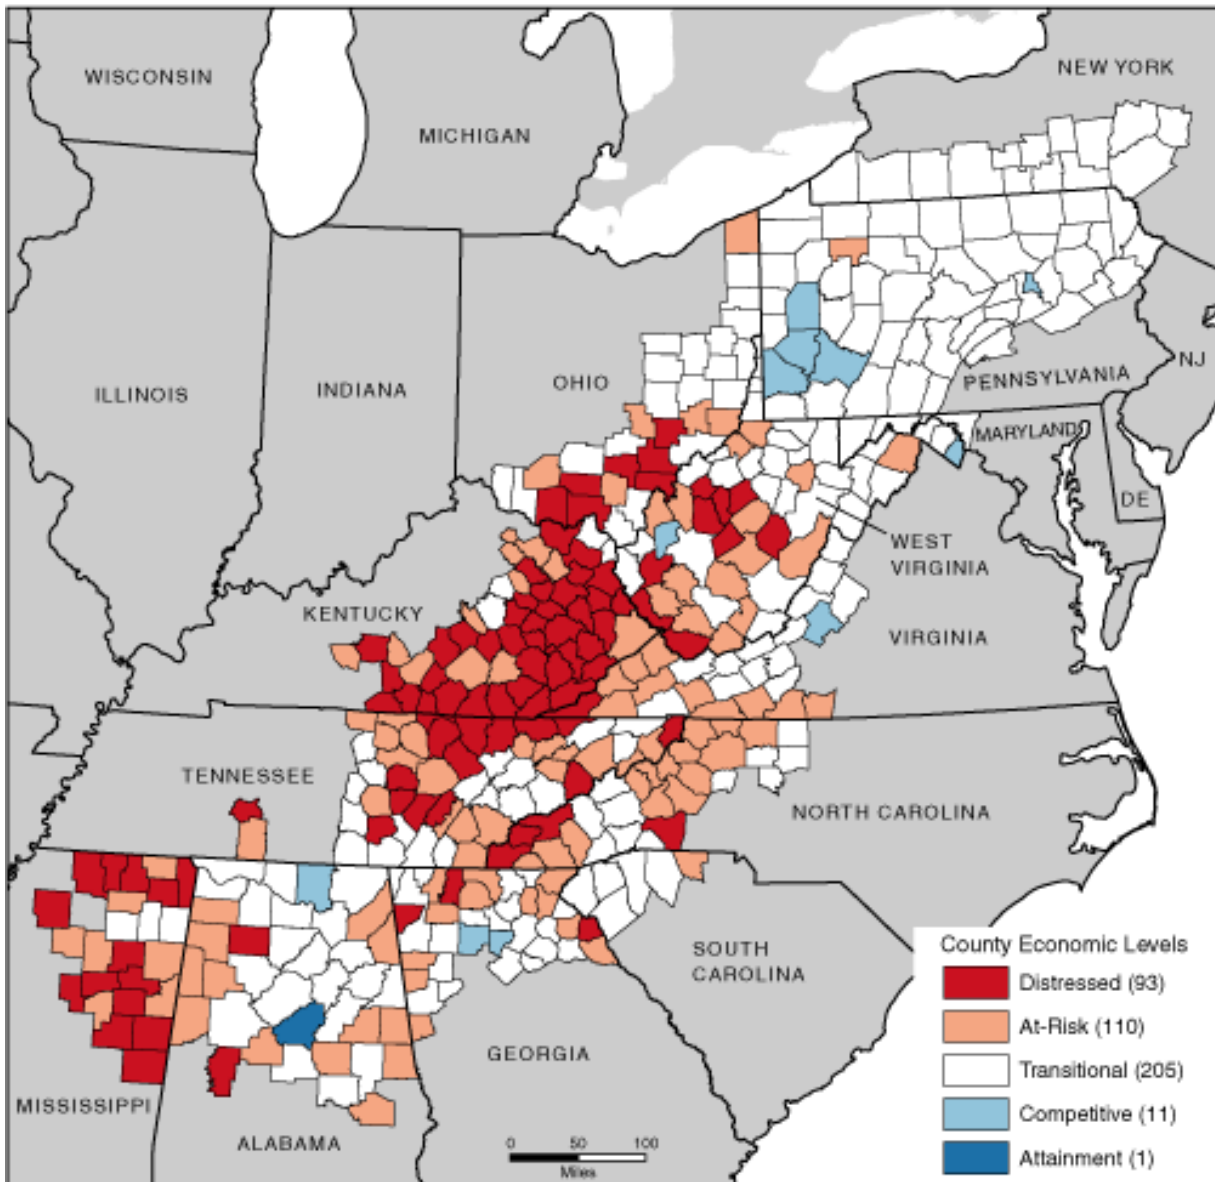 WISCONSIN
NEW YORK
MICHIGAN
ILLINOIS
INDIANA
OHIO
PENNSYLVANIA
NJ
MARYLAND
DE
WEST
VIRGINIA
KENTUCKY
VIRGINIA
TENNESSEE
NORTH CAROLINA
SOUTH
CAROLINA
GEORGIA
MISSISSIPPI
ALABAMA
0 50 100
Miles
County Economic Levels
Distressed (93)
At-Risk (110)
Transitional (205)
Competitive (11)
Attainment (1)